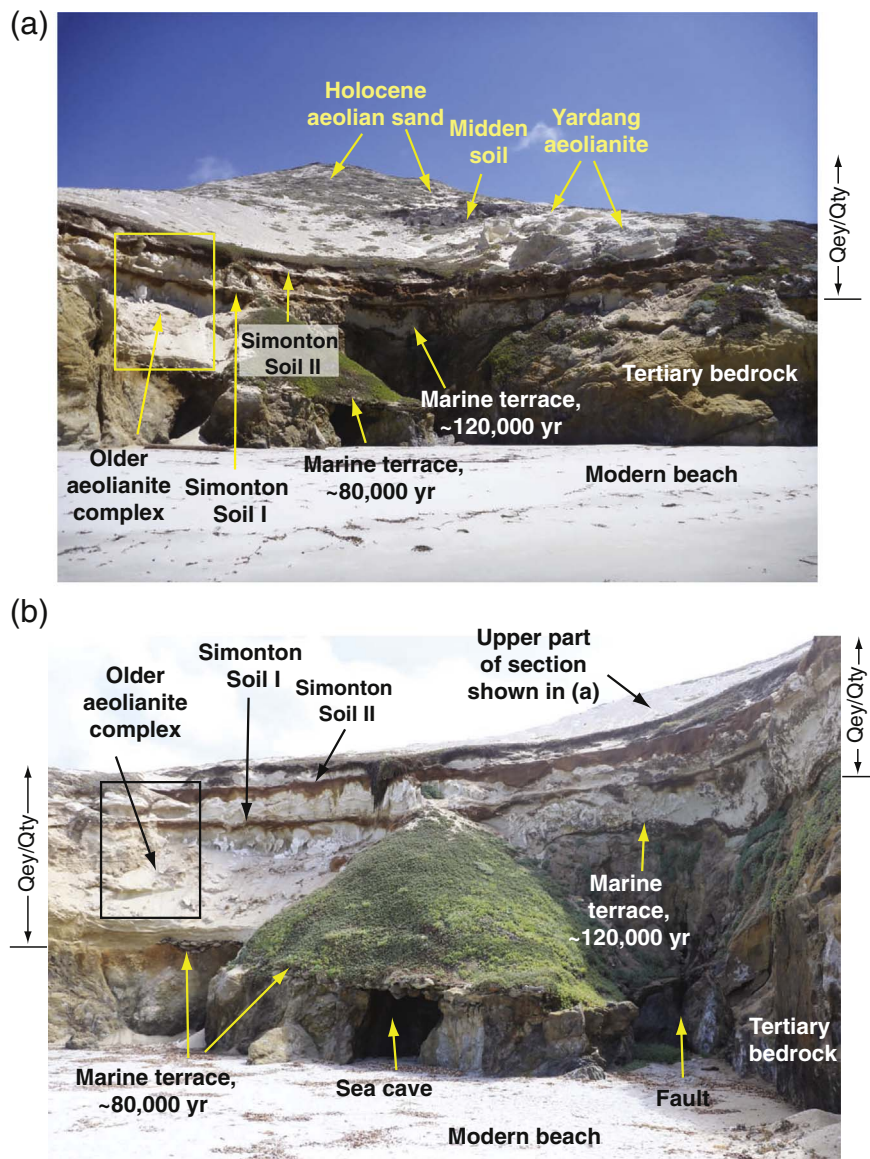 (a)
Holocene
aeolian sand
Midden
soil
Yardang
aeolianite
Qey/Qty
Simonton
Soil II
Tertiary bedrock
Marine terrace,
~120,000 yr
Older
aeolianite
complex
Simonton
Soil I
Marine terrace,
~80,000 yr
Modern beach
(b)
Older
aeolianite
complex
Simonton
Soil I
Simonton
Soil II
Upper part
of section
shown in (a)
Qey/Qty
Qey/Qty
Marine
terrace,
~120,000 yr
Tertiary
bedrock
Marine terrace,
~80,000 yr
Sea cave
Fault
Modern beach